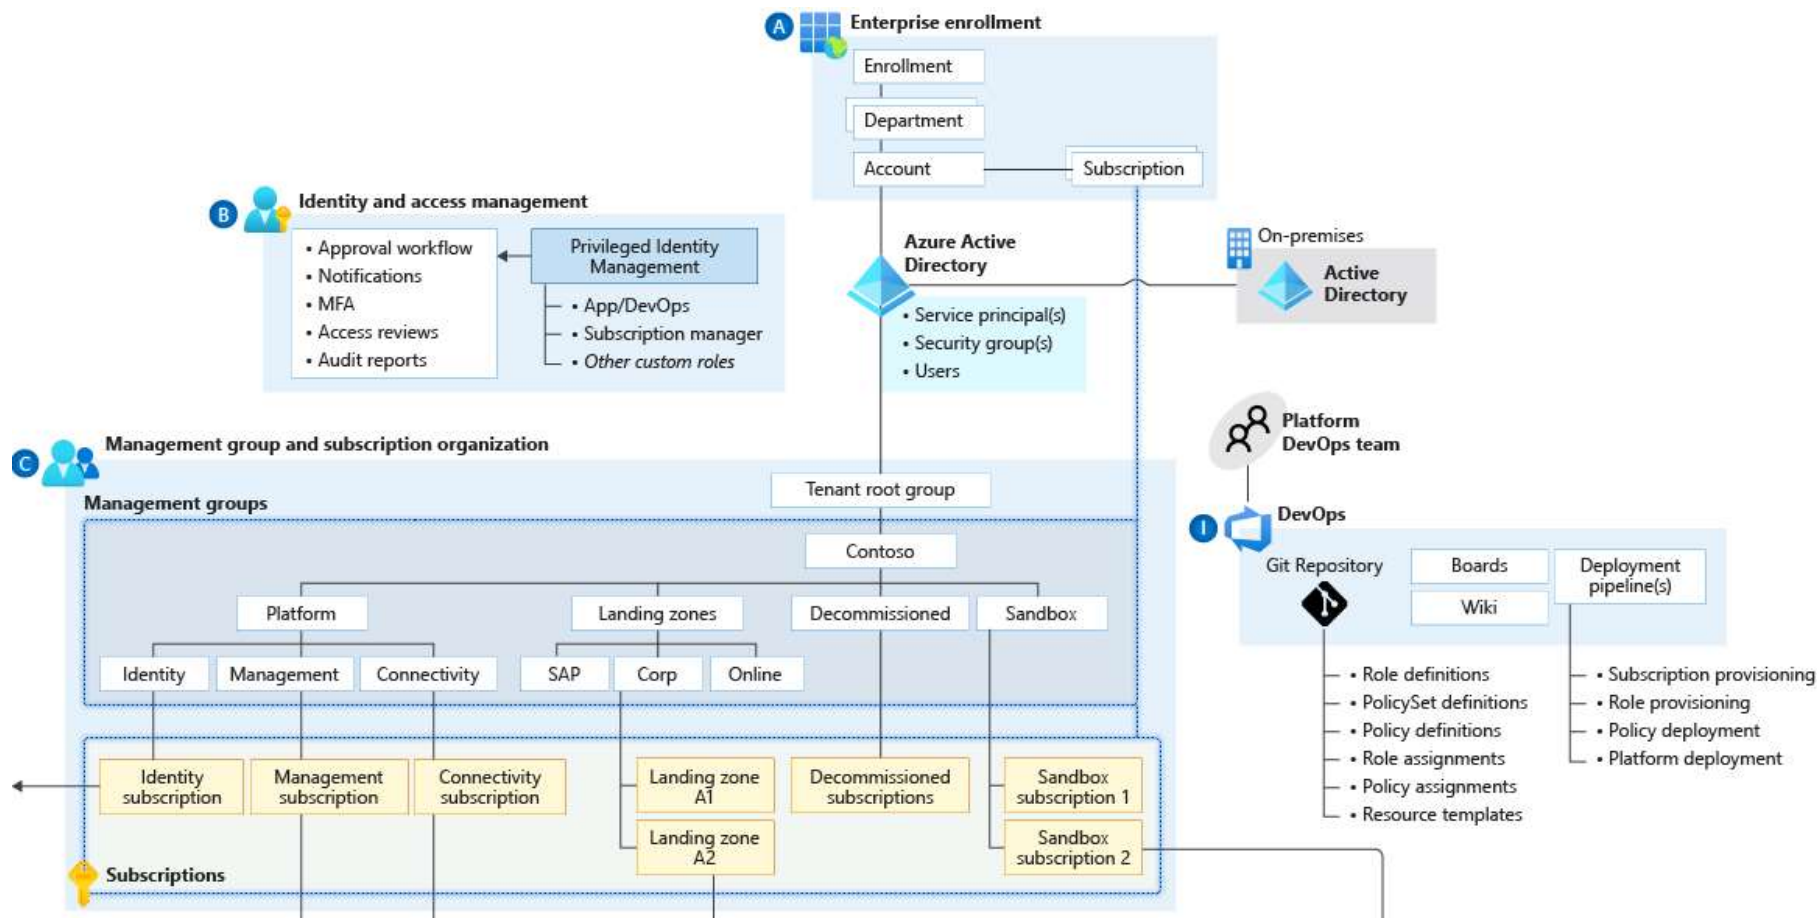 A
Enterprise enrollment
Enrollment
Department
Account
Subscription
B
Identity and access management
• Approval workflow
• Notifications
• MFA
• Access reviews
• Audit reports
Privileged Identity
Management
• App/DevOps
• Subscription manager
• Other custom roles
Azure Active
Directory
• Service principal(s)
• Security group(s)
• Users
On-premises
Active
Directory
Platform
DevOps team
C
Management group and subscription organization
Management groups
Tenant root group
Contoso
Platform
Landing zones
Decommissioned
Sandbox
Identity
Management
Connectivity
SAP
Corp
Online
Identity
subscription
Management
subscription
Connectivity
subscription
Landing zone
A1
Landing zone
A2
Decommissioned
subscriptions
Sandbox
subscription 1
Sandbox
subscription 2
Subscriptions
I
DevOps
Git Repository
Boards
Wiki
Deployment
pipeline(s)
• Role definitions
• PolicySet definitions
• Policy definitions
• Role assignments
• Policy assignments
• Resource templates
• Subscription provisioning
• Role provisioning
• Policy deployment
• Platform deployment